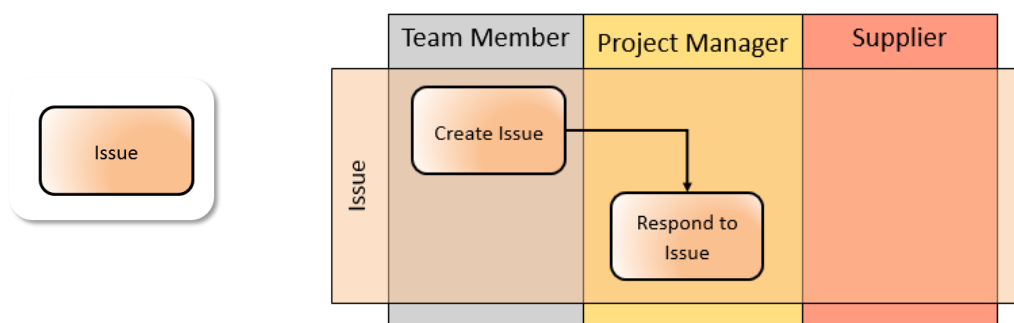 Issue
Team Member
Project Manager
Supplier
Issue
Create Issue
Respond to
Issue